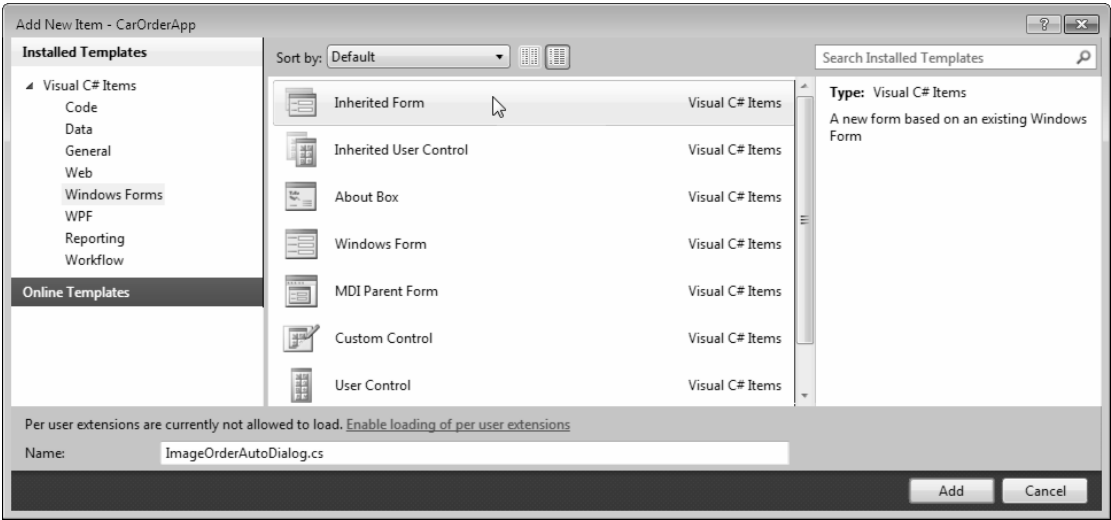 Add New Item - CarOrderApp
Installed Templates
Sort by: Default
Search Installed Templates
Visual C# Items
Code
Data
General
Web
Windows Forms
WPF
Reporting
Workflow
Online Templates
Inherited Form Visual C# Items
Inherited User Control Visual C# Items
About Box Visual C# Items
Windows Form Visual C# Items
MDI Parent Form Visual C# Items
Custom Control Visual C# Items
User Control Visual C# Items
Type: Visual C# Items
A new form based on an existing Windows
Form
Per user extensions are currently not allowed to load. Enable loading of per user extensions
Name: ImageOrderAutoDialog.cs
Add Cancel